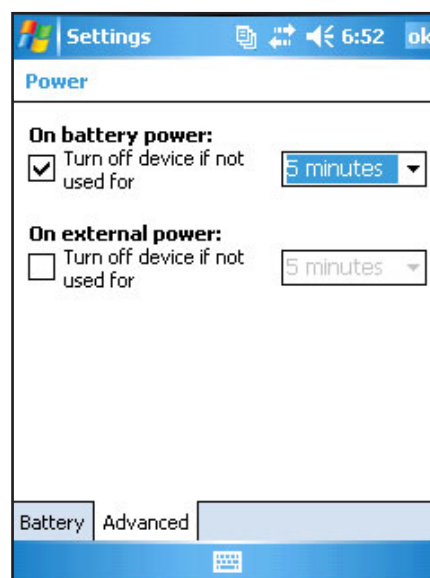 Settings 6:52 ok
Power
On battery power:
Turn off device if not
used for
5 minutes
On external power:
Turn off device if not
used for
5 minutes
Battery Advanced